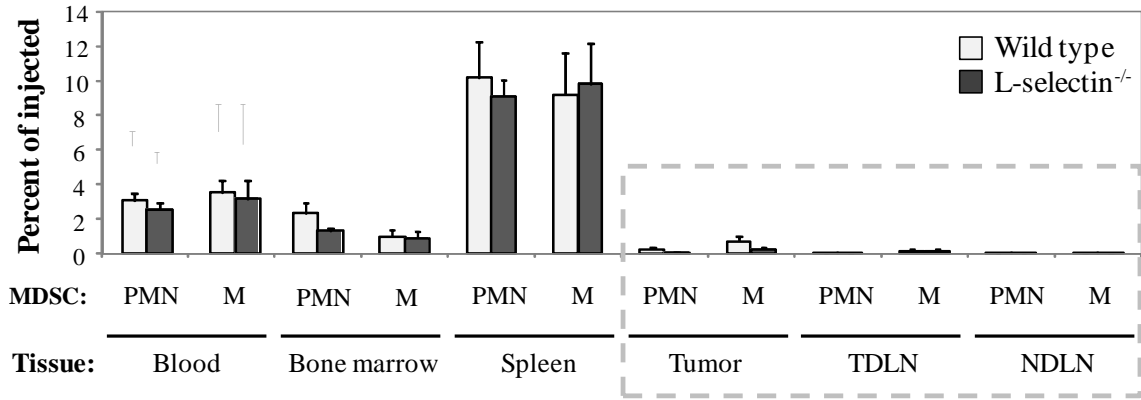 Percent of injected
14
12
10
8
6
4
2
0
Wild type
L-selectin-/-
MDSC: PMN M PMN M PMN M PMN M PMN M PMN M
Tissue: Blood Bone marrow Spleen Tumor TDLN NDLN